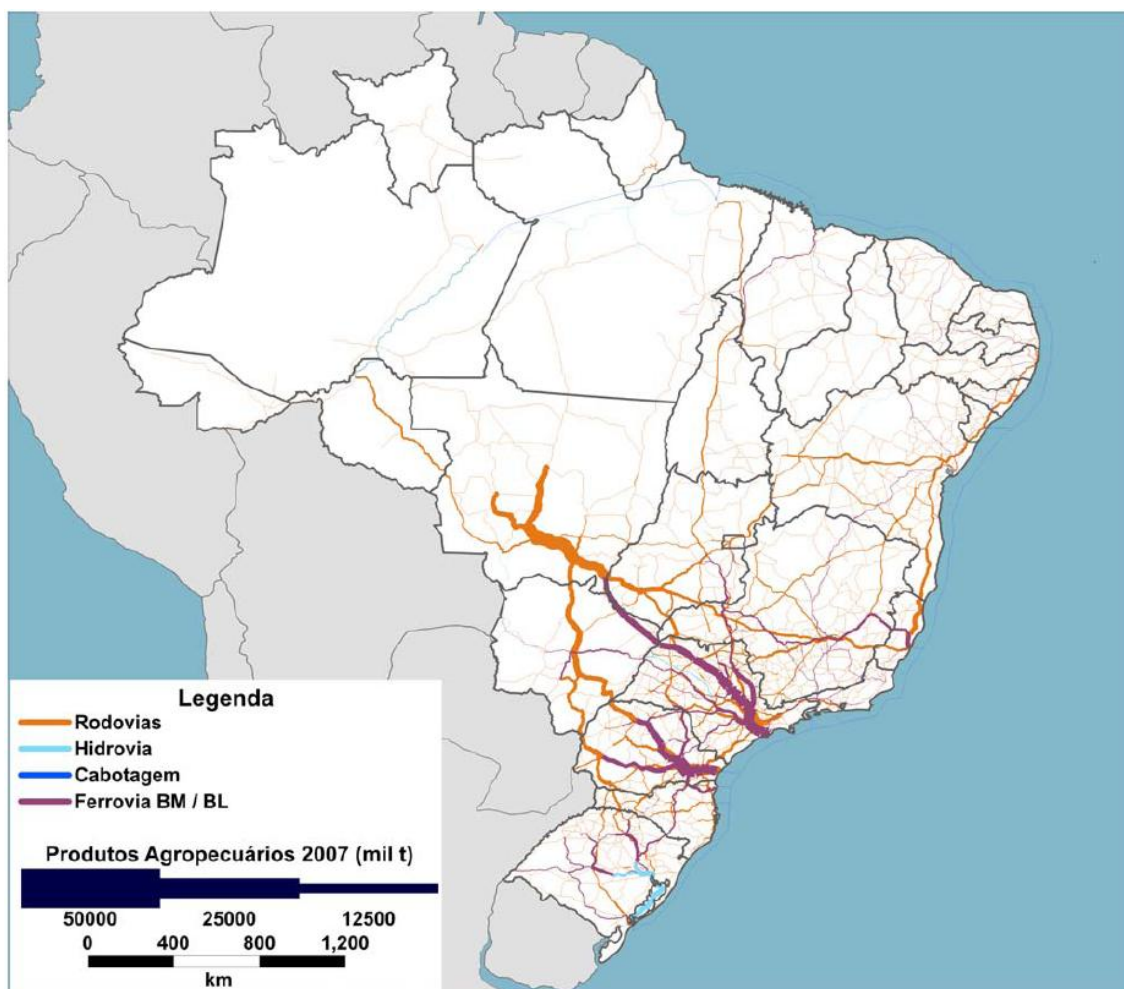 Legenda
Rodovias
Hidrovia
Cabotagem
Ferrovia BM / BL
Produtos Agropecuários 2007 (mil t)
50000 25000 12500
0 400 800 1,200
km